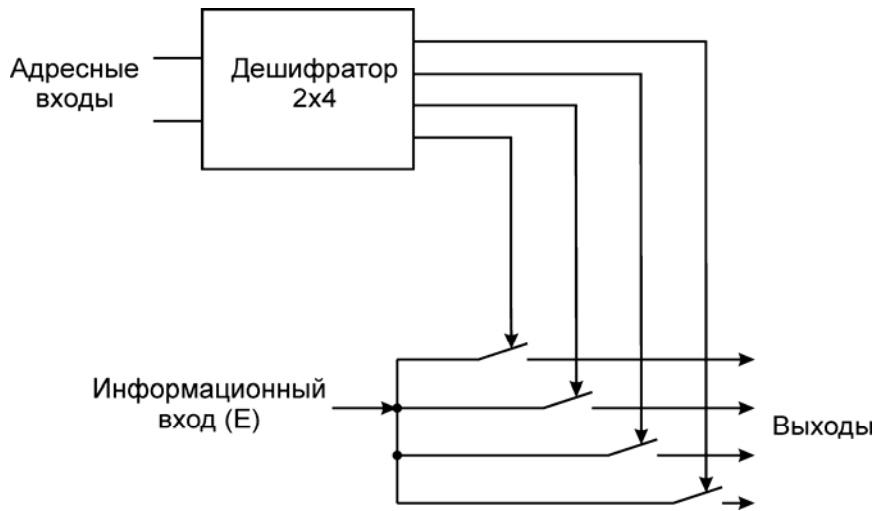 Адресные
входы
Дешифратор
2x4
Информационный
вход (E)
Выходы